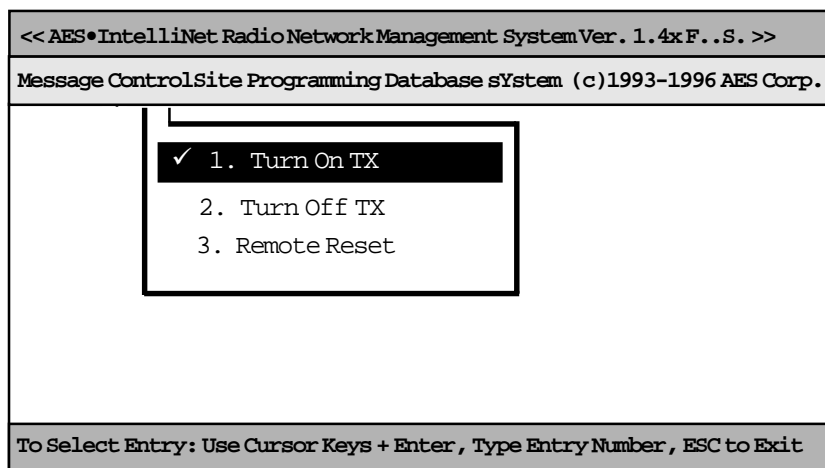 << AES•IntelliNet Radio Network Management System Ver. 1.4x F..S. >>
Message Control Site Programming Database sYstem (c)1993-1996 AES Corp.
✓ 1. Turn On TX
2. Turn Off TX
3. Remote Reset
To Select Entry: Use Cursor Keys + Enter, Type Entry Number, ESC to Exit